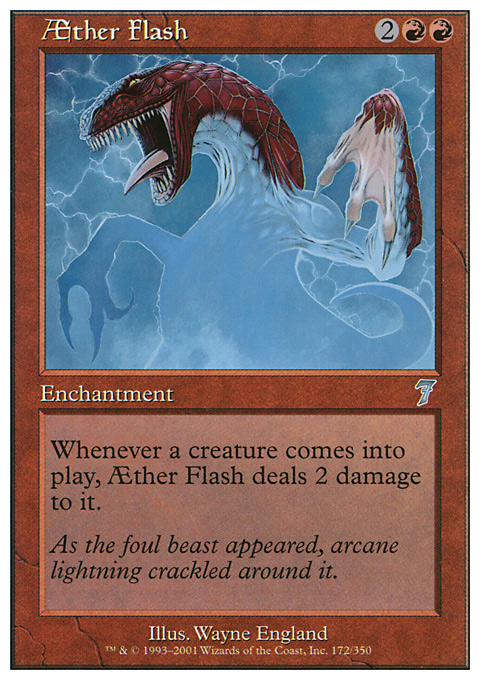 Æther Flash 2
Enchantment 7
Whenever a creature comes into
play, Æther Flash deals 2 damage
to it.
As the foul beast appeared, arcane
lightning crackled around it.
Illus. Wayne England
™ & © 1993–2001 Wizards of the Coast, Inc. 172/350